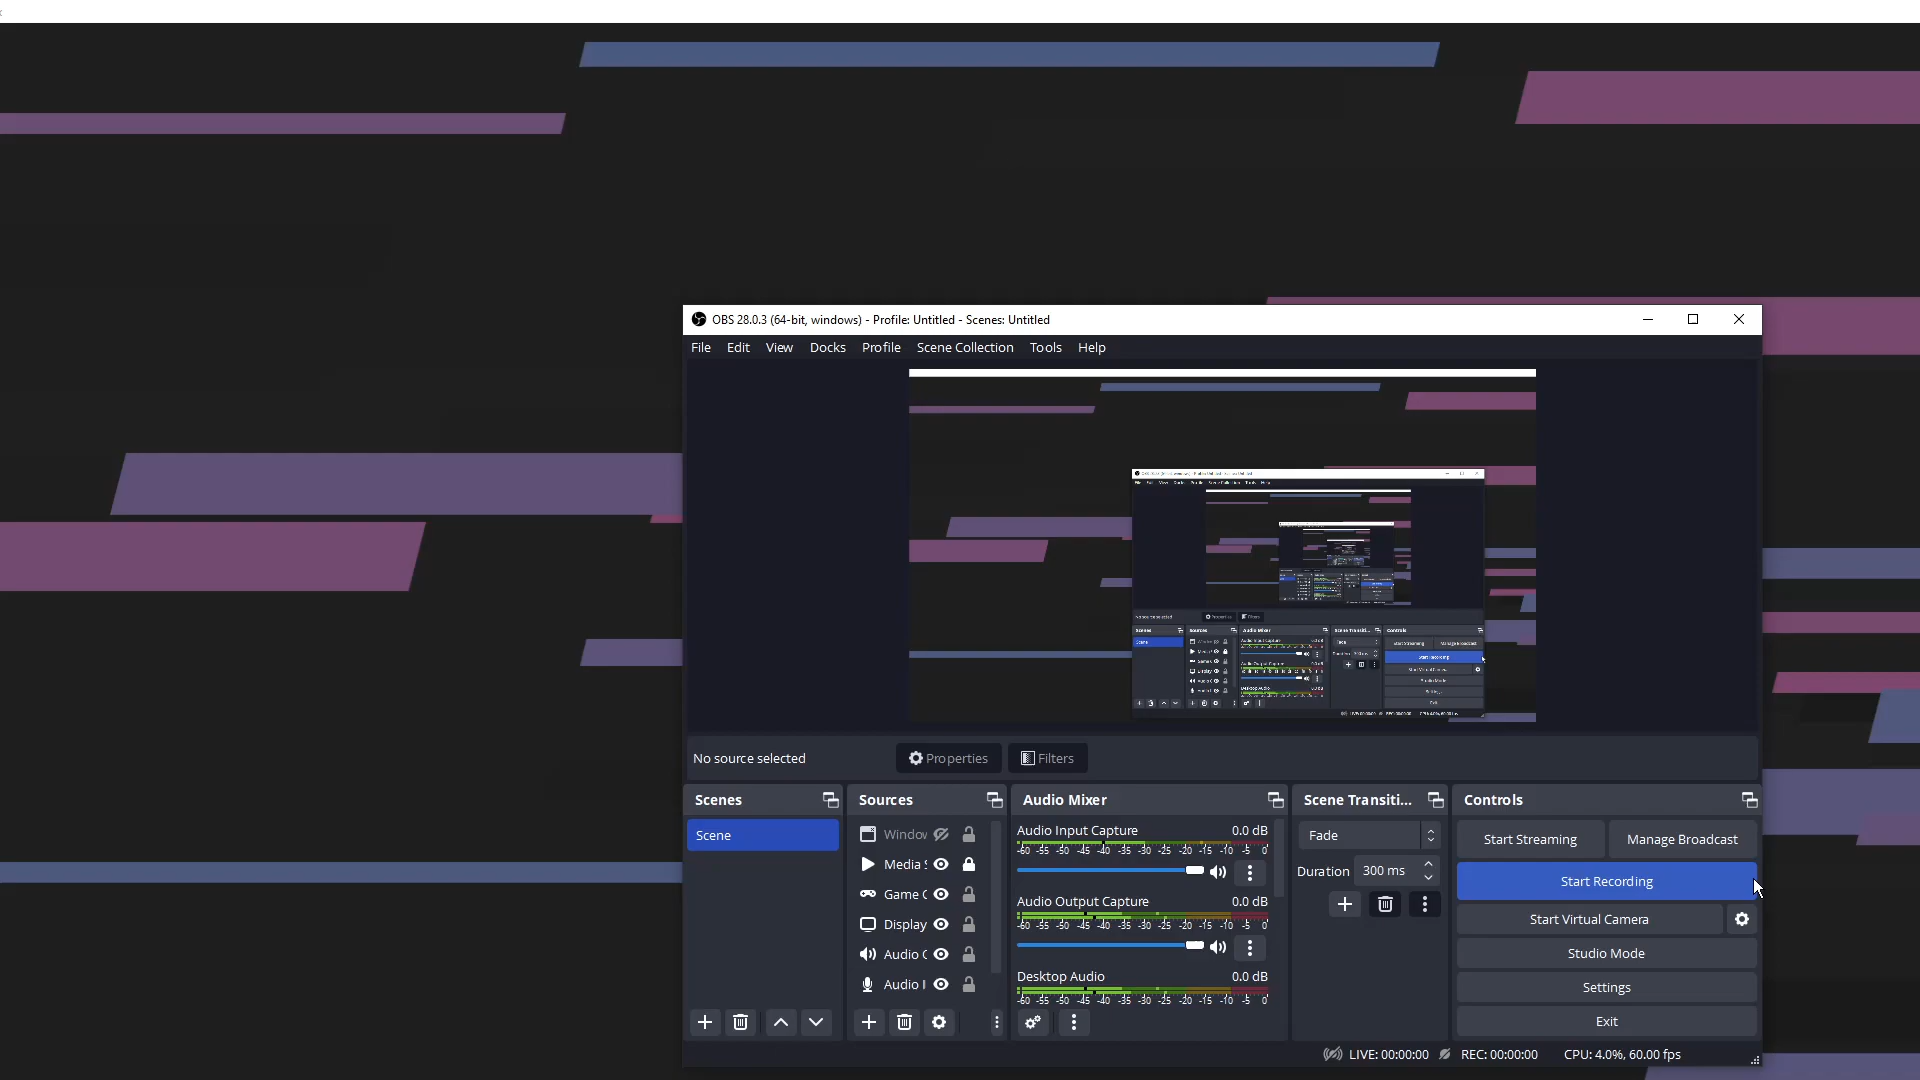 OBS 28.0.3 (64-bit, windows) - Profile: Untitled - Scenes: Untitled
File Edit View Docks Profile Scene Collection Tools Help
No source selected Properties Filters
Scenes
Scene
Sources
Windov
Media S
Game C
Display
Audio C
Audio I
Audio Mixer
Audio Input Capture 0.0 dB
-60 -55 -50 -45 -40 -35 -30 -25 -20 -15 -10 -5 0
Audio Output Capture 0.0 dB
-60 -55 -50 -45 -40 -35 -30 -25 -20 -15 -10 -5 0
Desktop Audio 0.0 dB
-60 -55 -50 -45 -40 -35 -30 -25 -20 -15 -10 -5 0
Scene Transiti...
Fade
Duration 300 ms
Controls
Start Streaming Manage Broadcast
Start Recording
Start Virtual Camera
Studio Mode
Settings
Exit
LIVE: 00:00:00 REC: 00:00:00 CPU: 4.0%, 60.00 fps